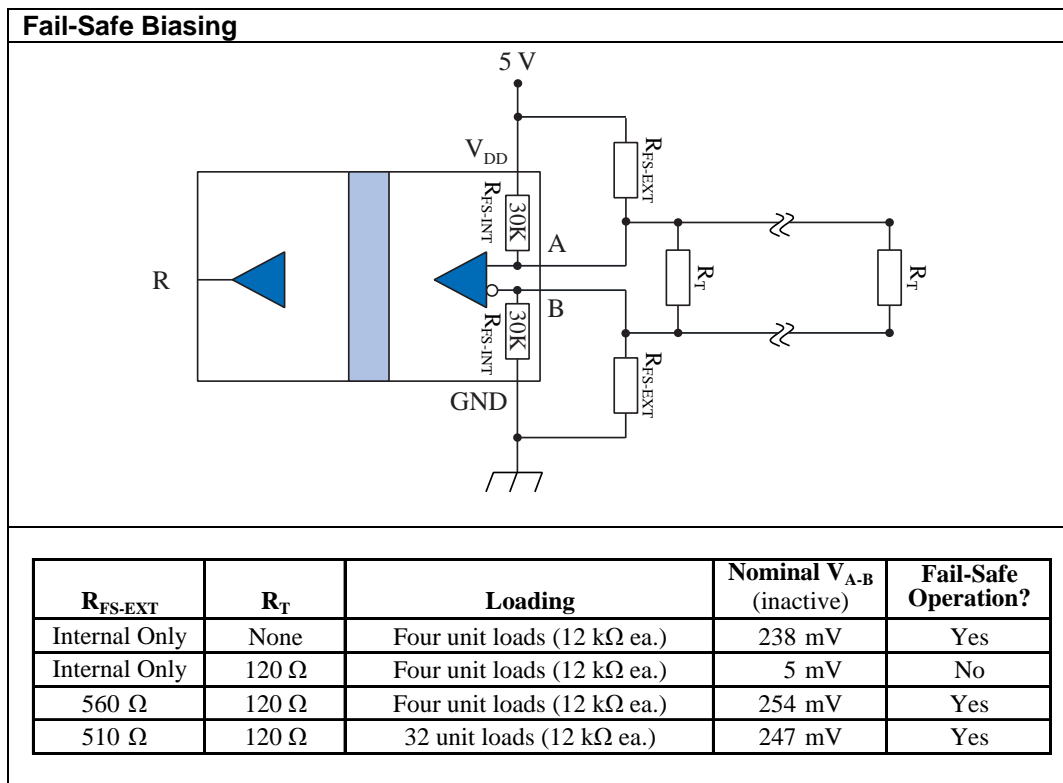 Fail-Safe Biasing
5 V
V_DD
R_FS-EXT
R_FS-INT
30K
A
R
R_T
R_T
B
R_FS-INT
30K
R_FS-EXT
GND
R_FS-EXT R_T Loading Nominal V_A-B (inactive) Fail-Safe Operation?
Internal Only None Four unit loads (12 kΩ ea.) 238 mV Yes
Internal Only 120 Ω Four unit loads (12 kΩ ea.) 5 mV No
560 Ω 120 Ω Four unit loads (12 kΩ ea.) 254 mV Yes
510 Ω 120 Ω 32 unit loads (12 kΩ ea.) 247 mV Yes